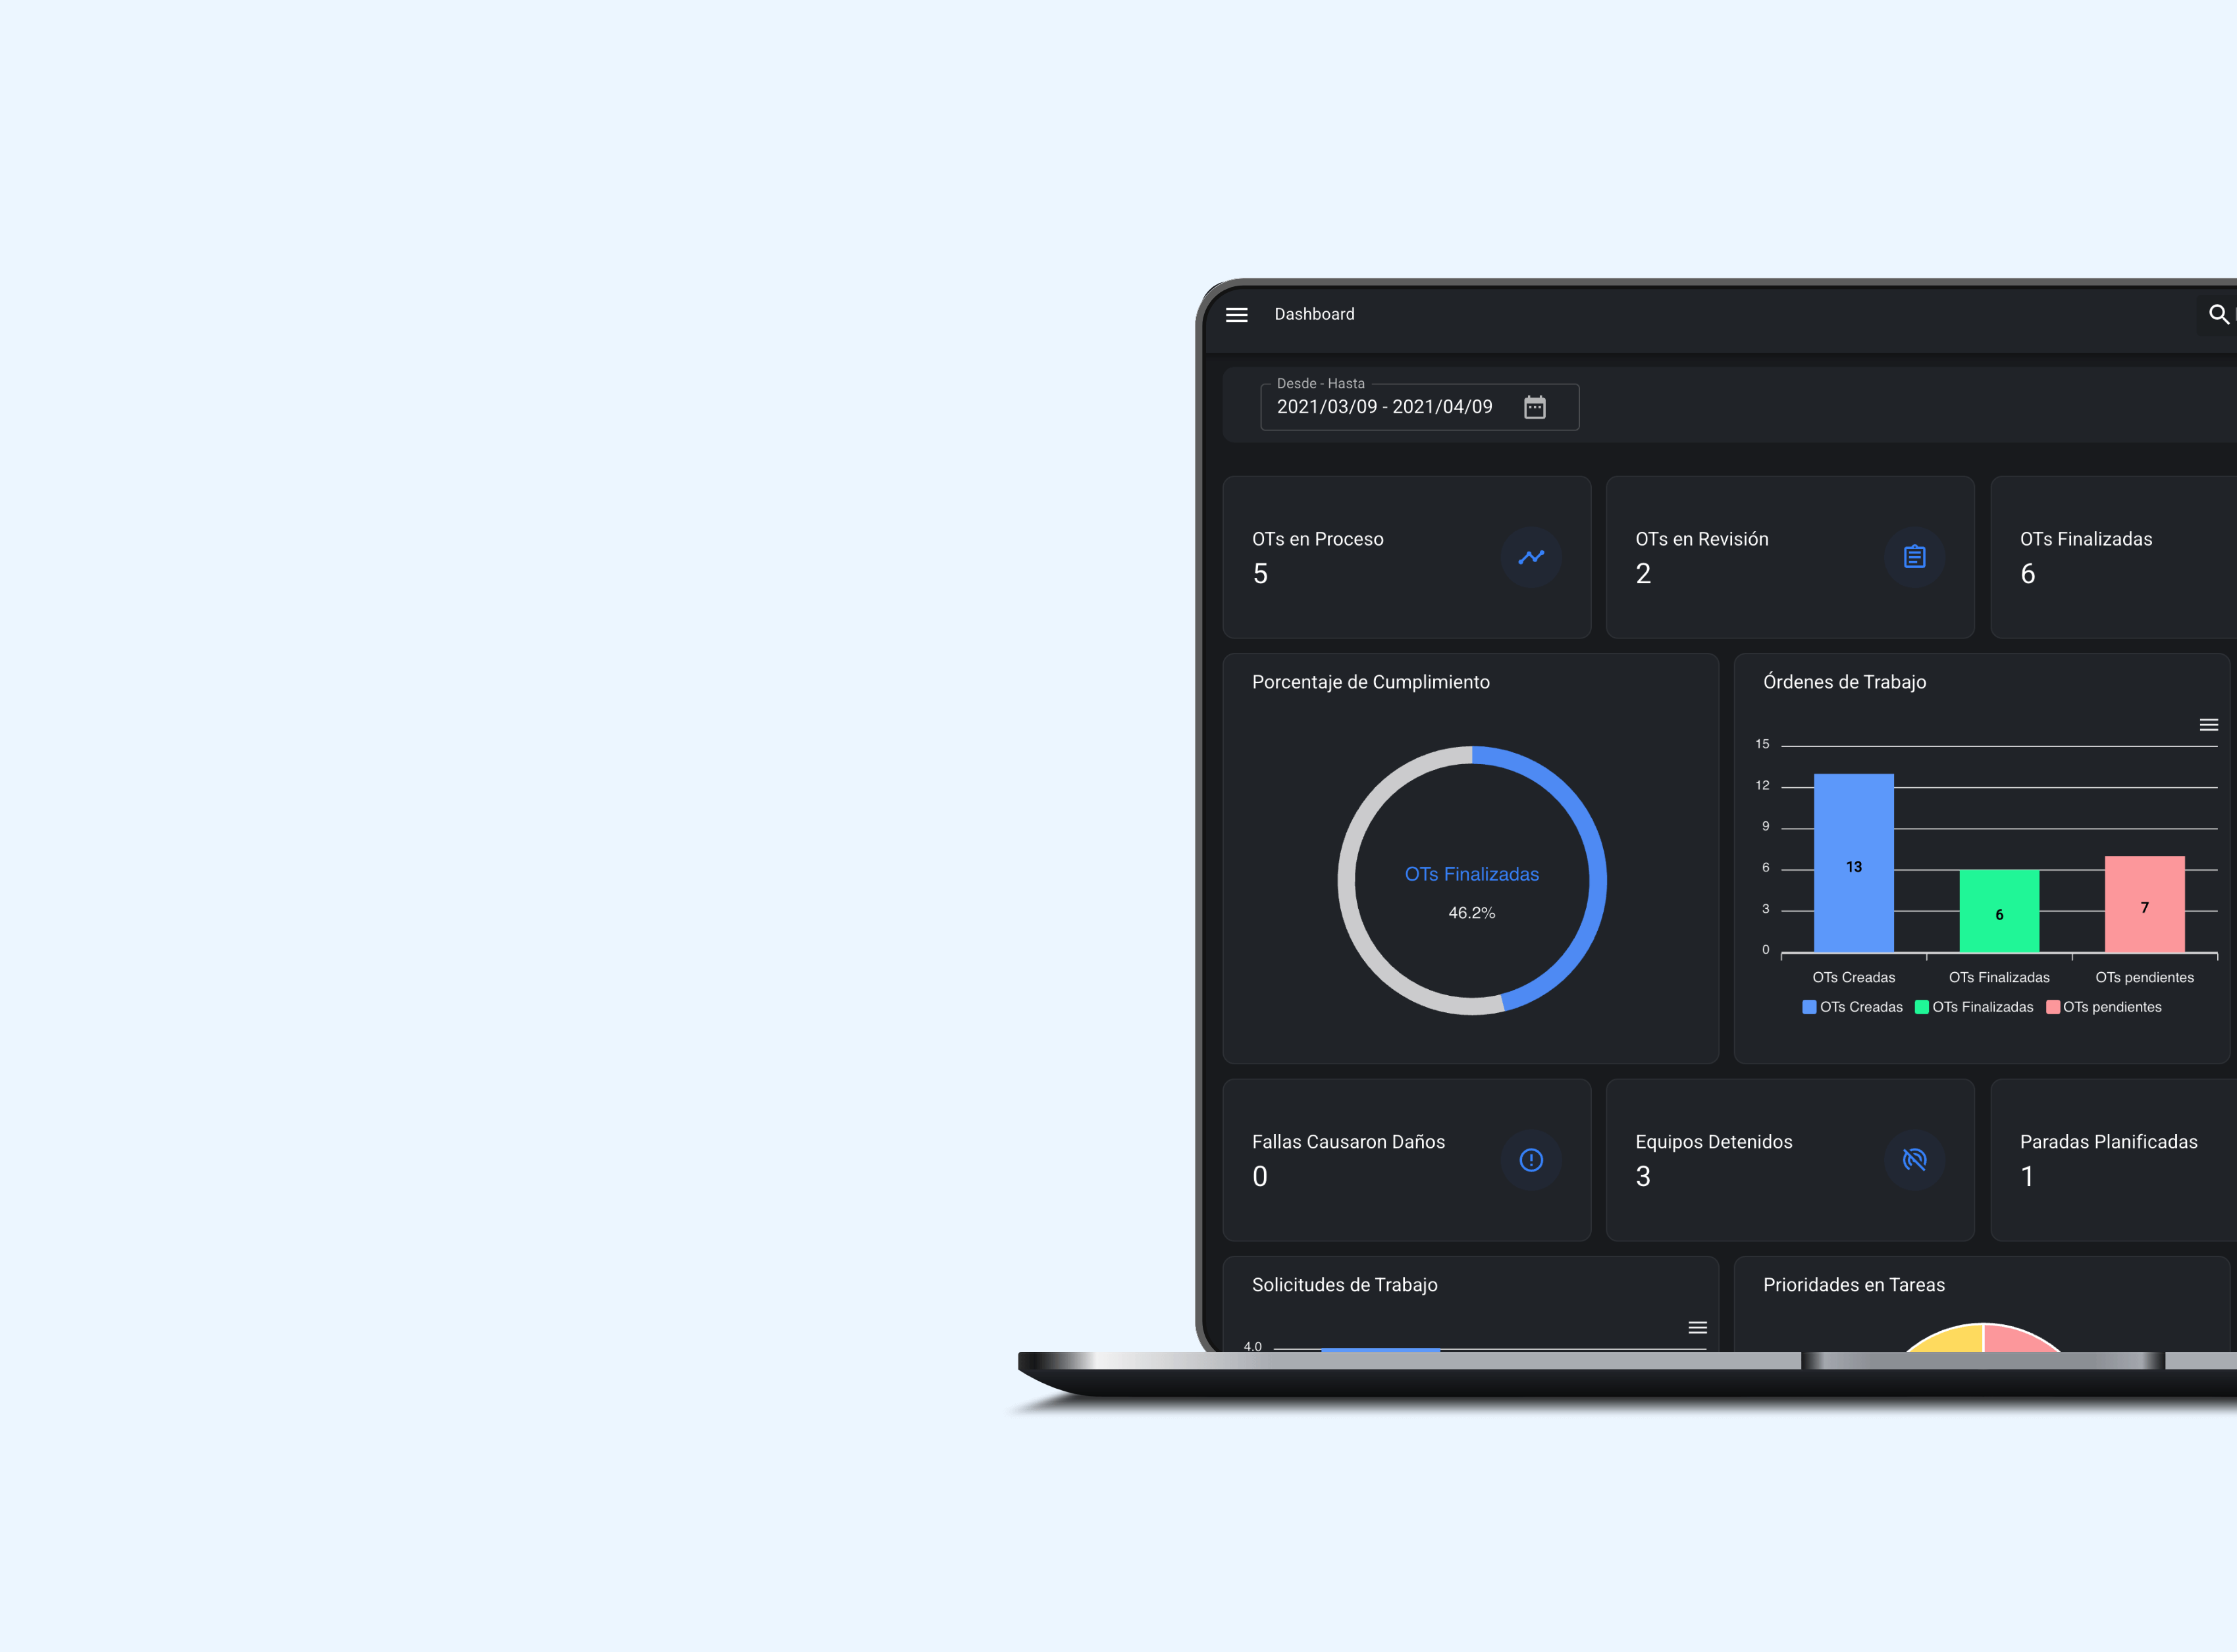 Dashboard
Desde - Hasta
2021/03/09 - 2021/04/09
OTs en Proceso
5
OTs en Revisión
2
OTs Finalizadas
6
Porcentaje de Cumplimiento
OTs Finalizadas
46.2%
Órdenes de Trabajo
15
12
9
6
3
0
13
6
7
OTs Creadas
OTs Finalizadas
OTs pendientes
OTs Creadas OTs Finalizadas OTs pendientes
Fallas Causaron Daños
0
Equipos Detenidos
3
Paradas Planificadas
1
Solicitudes de Trabajo
4.0
Prioridades en Tareas